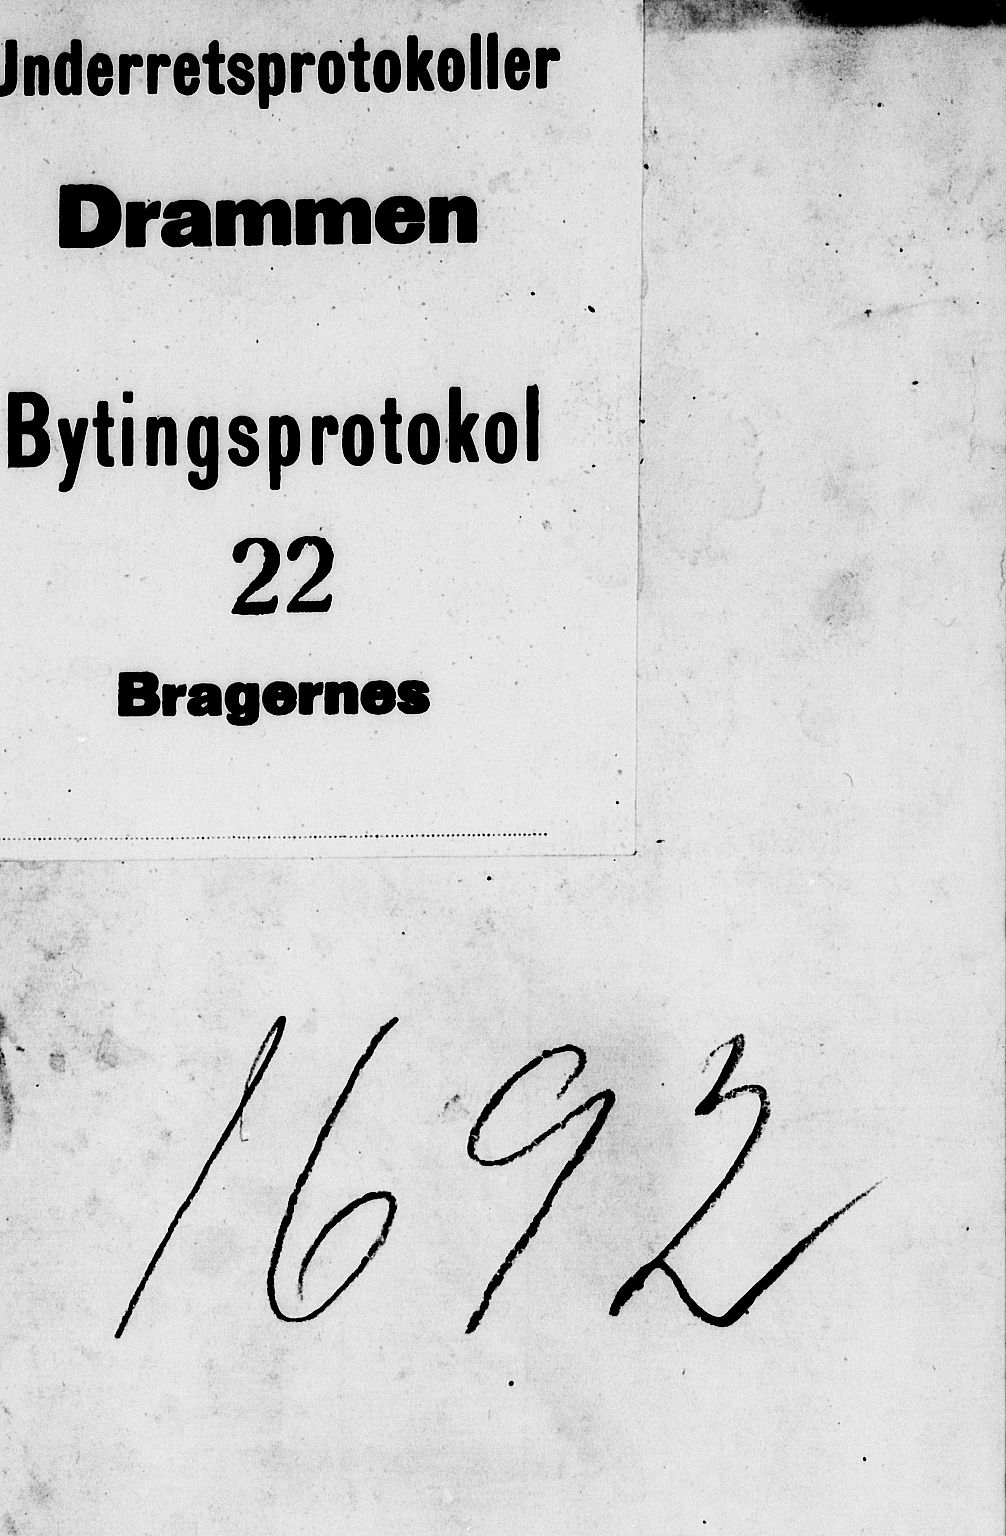 Underretsprotokoller
Drammen
Bytingsprotokol
22
Bragernes
1692